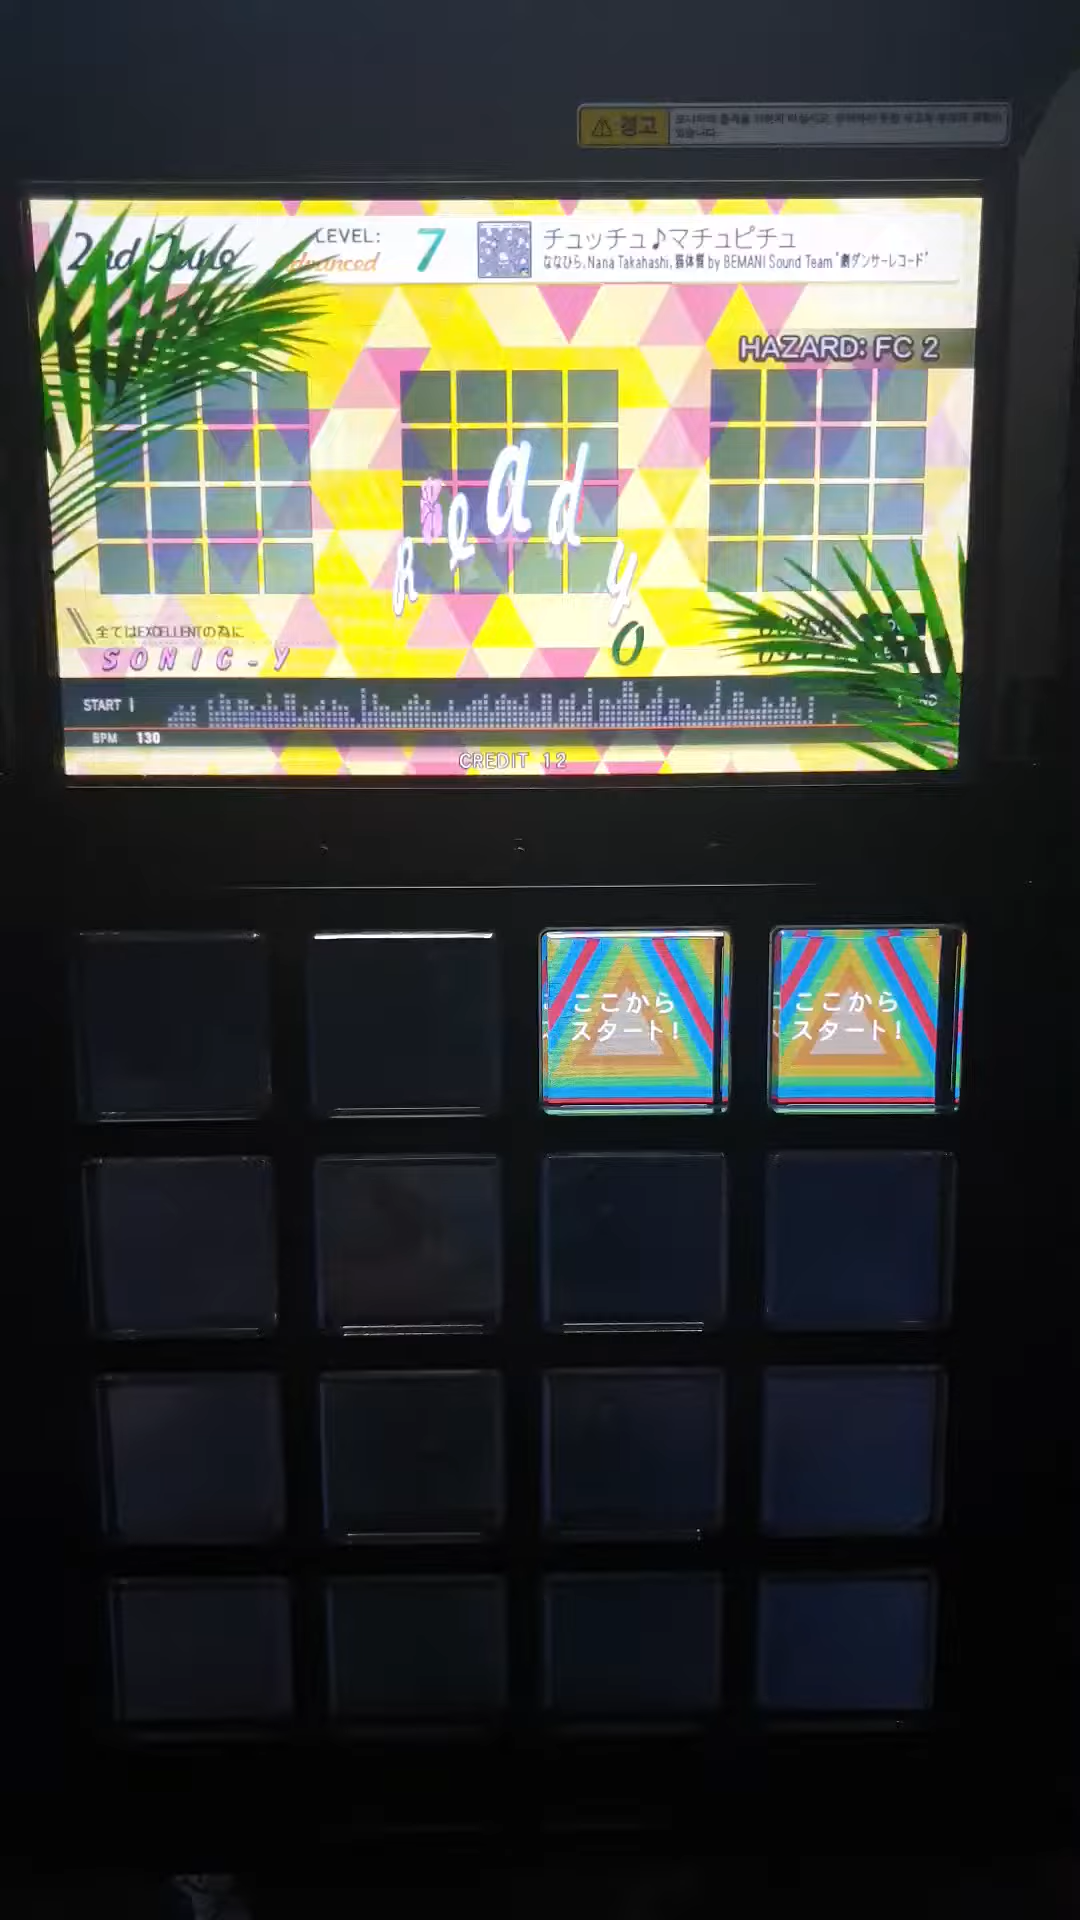 경고
2nd June
LEVEL:
Advanced
7
チュッチュ♪マチュピチュ
ななひら,Nana Takahashi,猫体質 by BEMANI Sound Team "劇ダンサーレコード"
HAZARD: FC 2
Ready
全てはEXCELLENTの為に
SONIC-Y
0
START
BPM 130
CREDIT 12
ここから
スタート!
ここから
スタート!